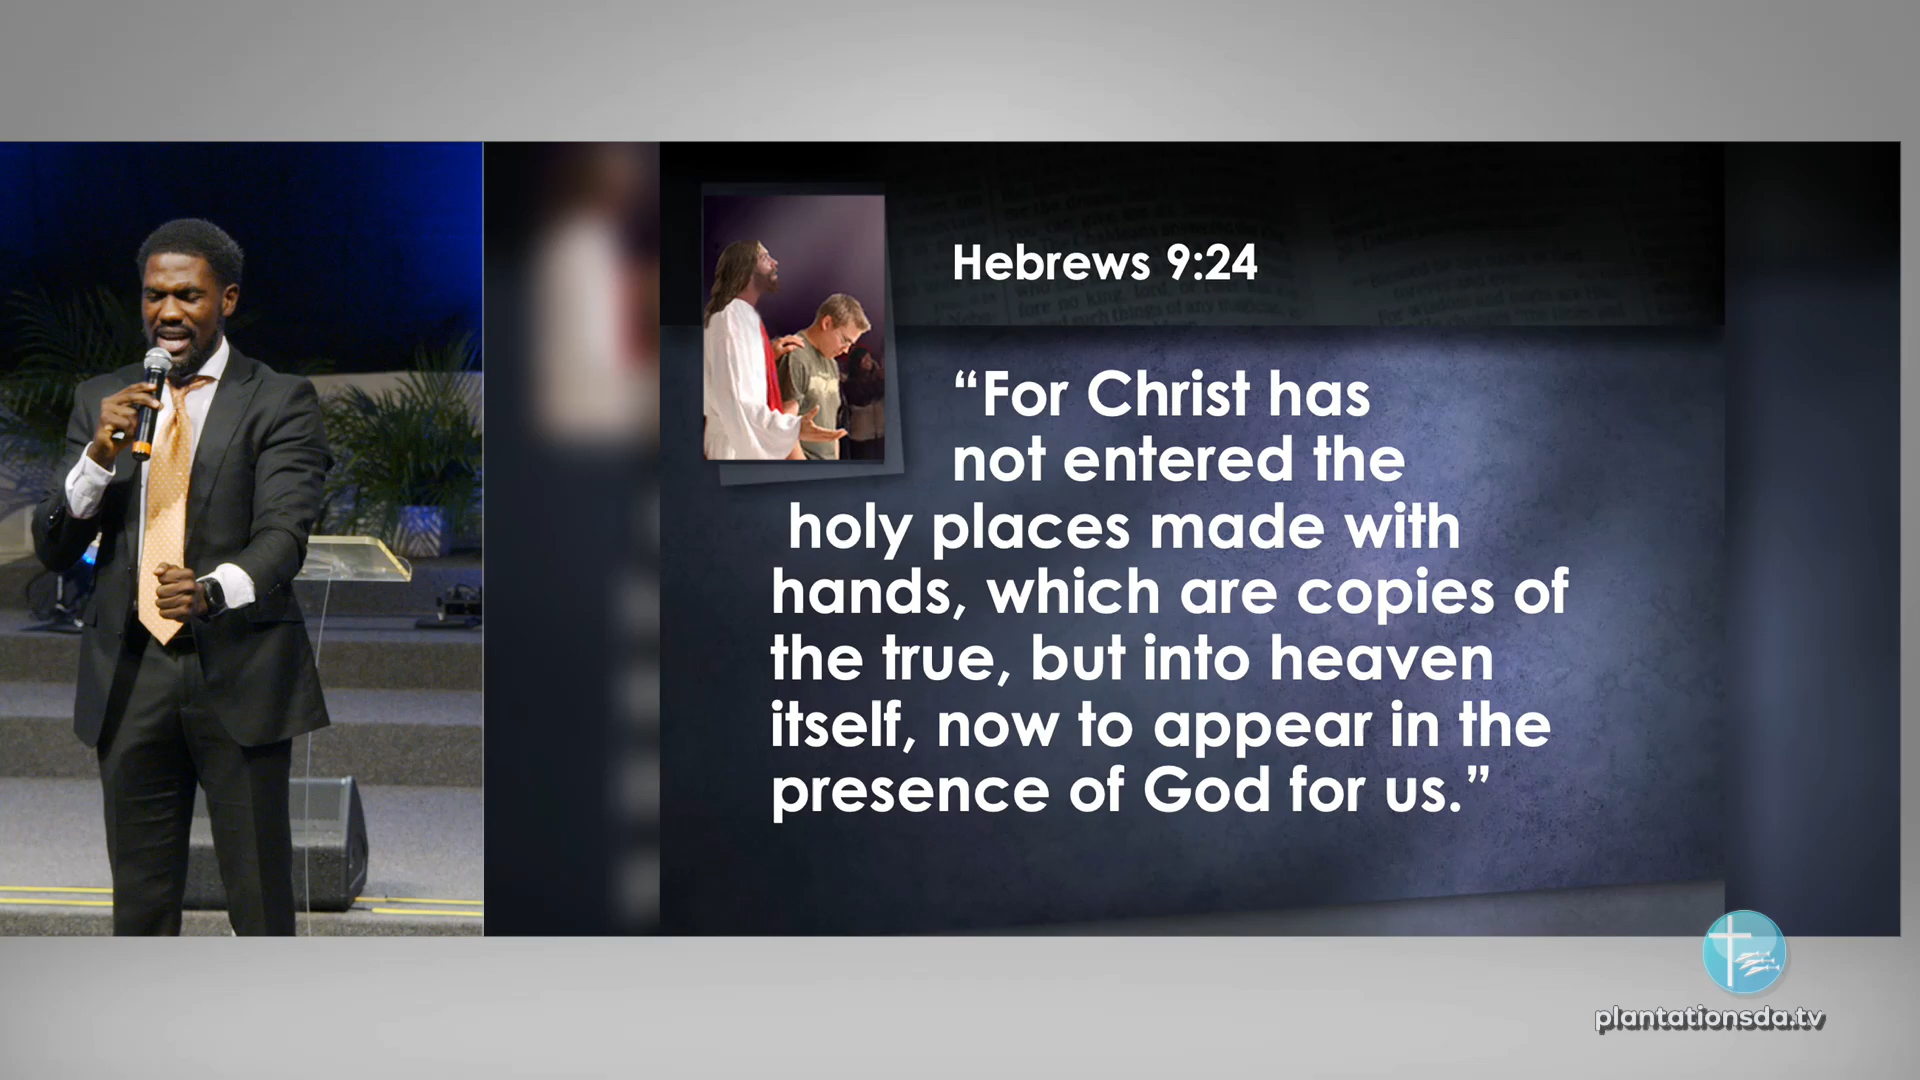 Hebrews 9:24
“For Christ has
not entered the
holy places made with
hands, which are copies of
the true, but into heaven
itself, now to appear in the
presence of God for us.”
plantationsda.tv